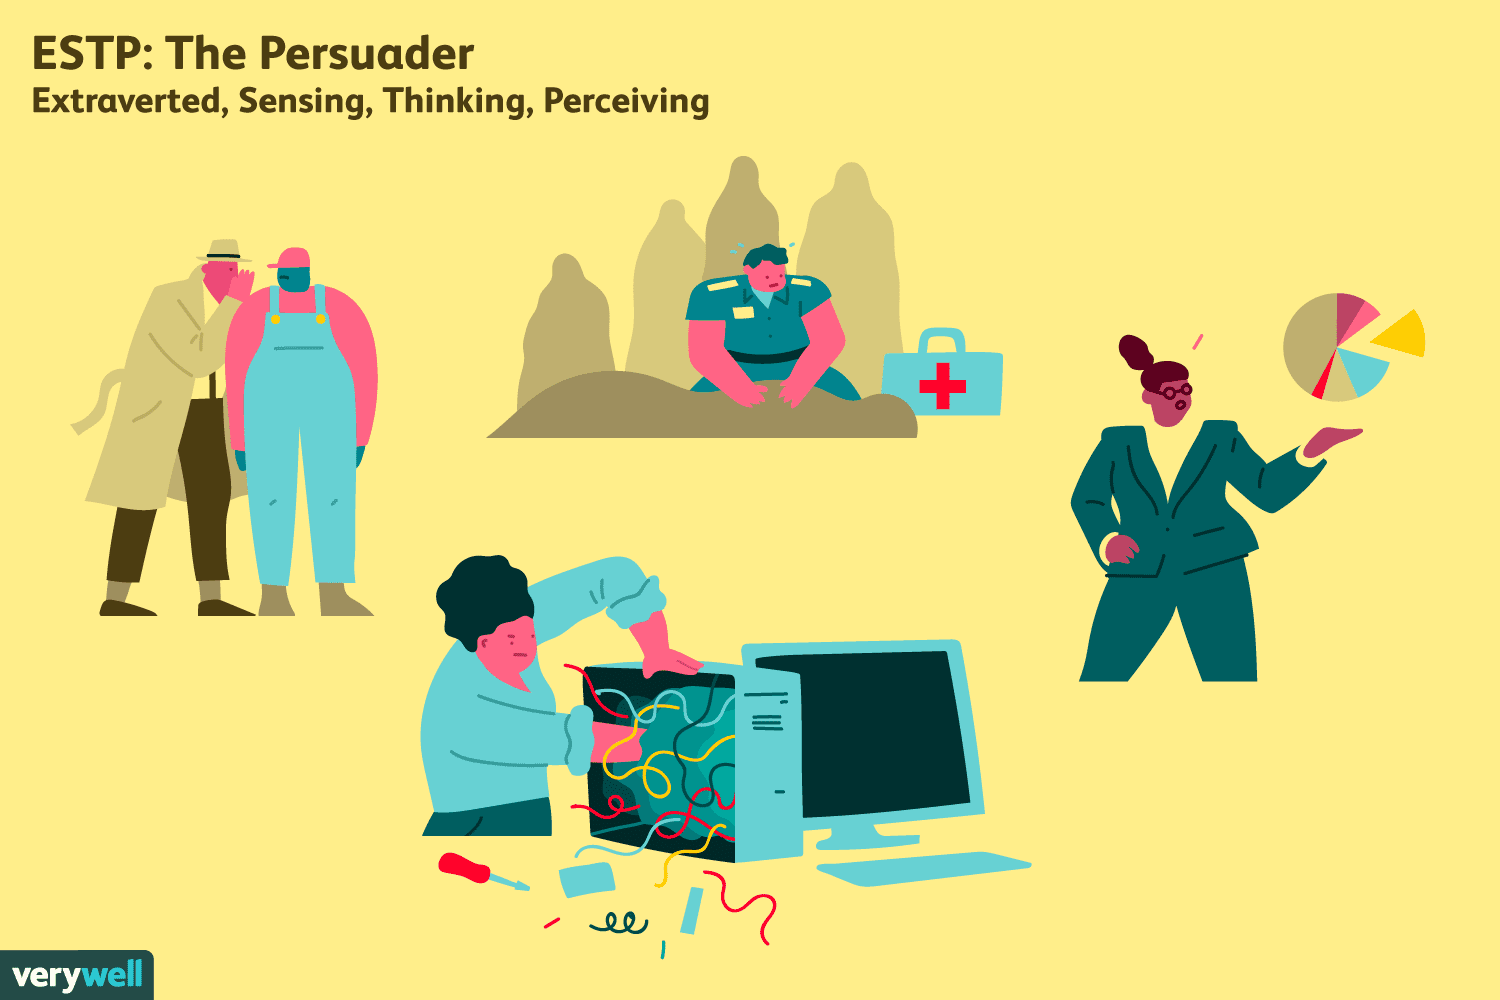 ESTP: The Persuader
Extraverted, Sensing, Thinking, Perceiving
verywell